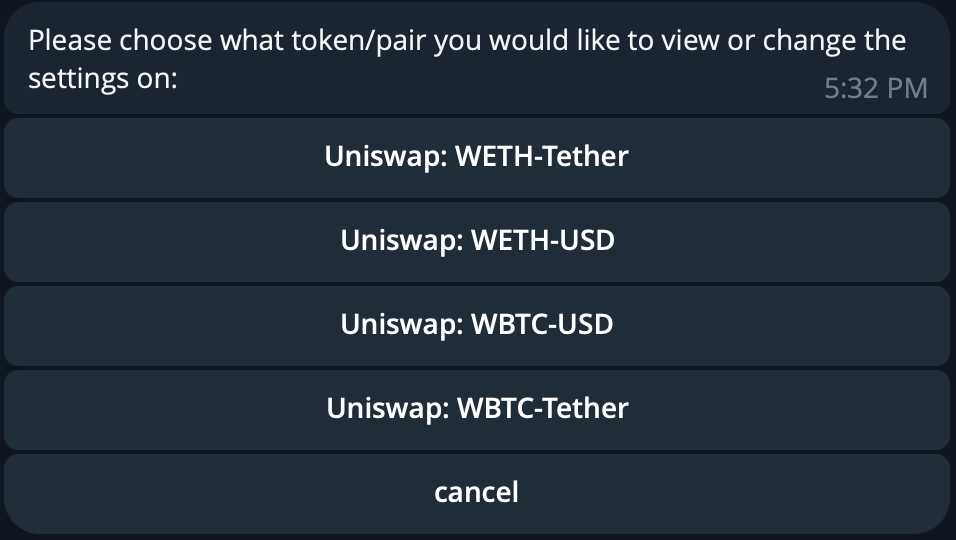 Please choose what token/pair you would like to view or change the
settings on:
5:32 PM
Uniswap: WETH-Tether
Uniswap: WETH-USD
Uniswap: WBTC-USD
Uniswap: WBTC-Tether
cancel